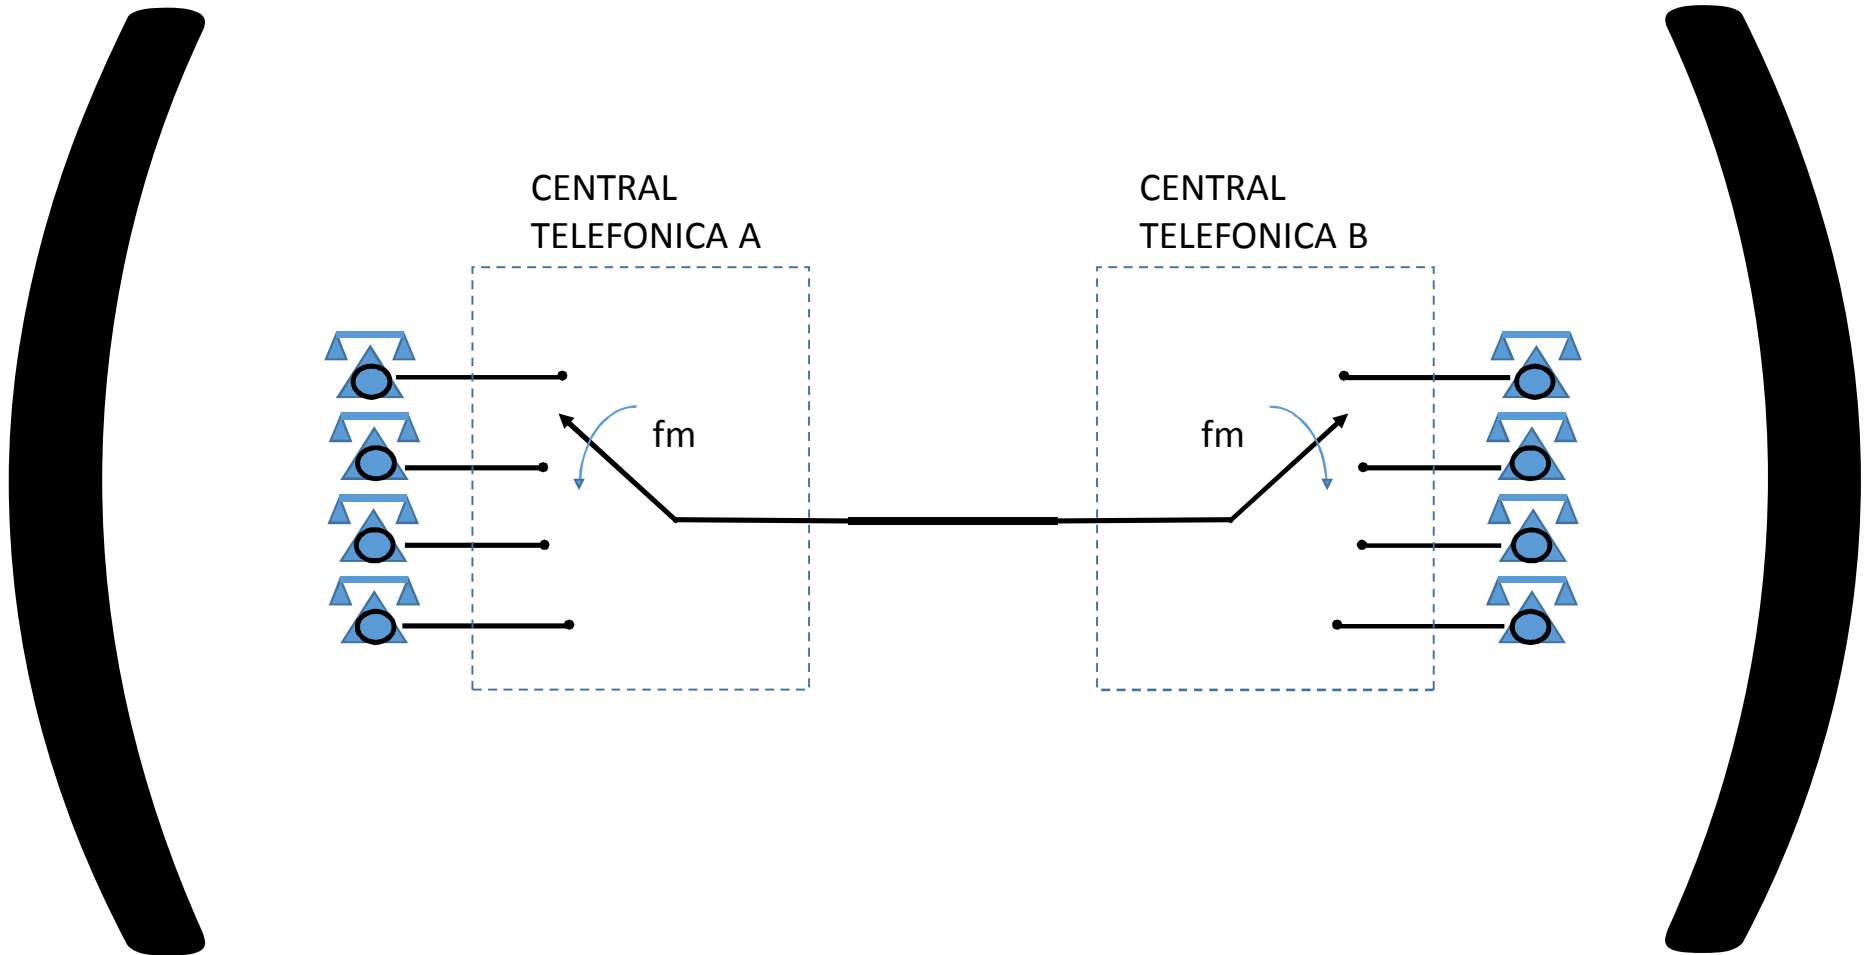 CENTRAL
TELEFONICA A
CENTRAL
TELEFONICA B
fm
fm